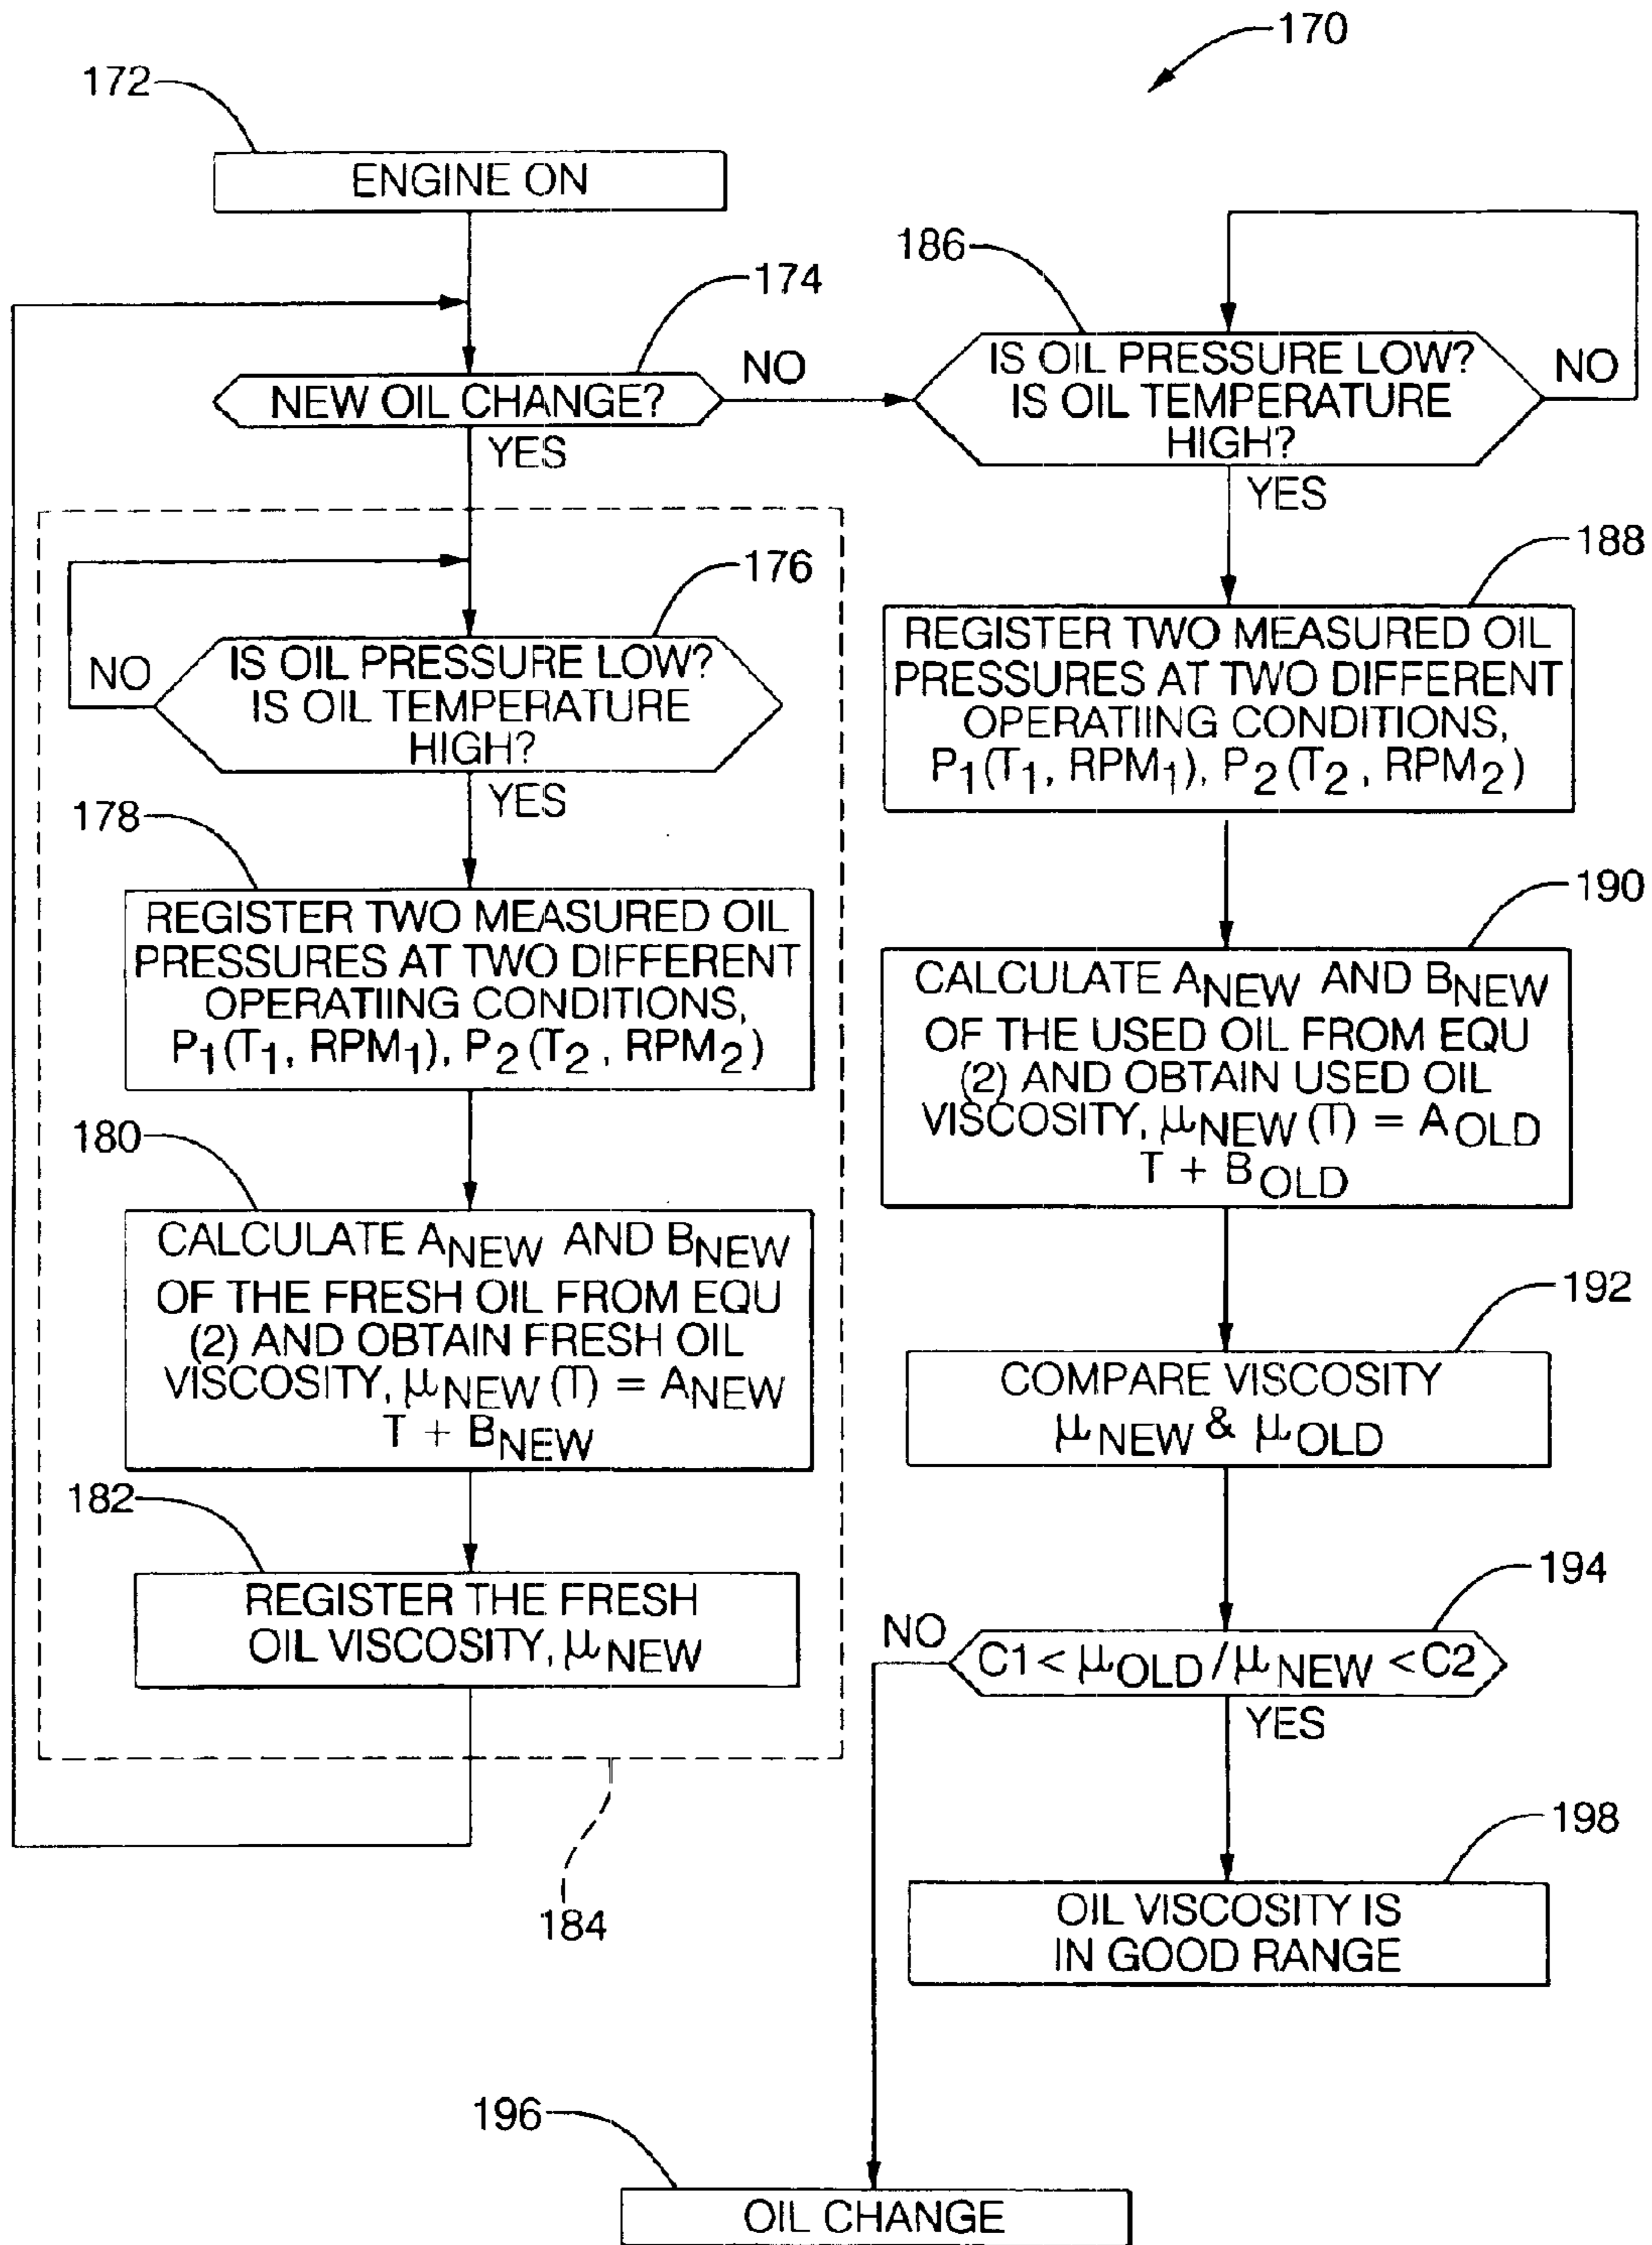 170
172
ENGINE ON
174
NEW OIL CHANGE?
NO
YES
176
NO
IS OIL PRESSURE LOW?
IS OIL TEMPERATURE
HIGH?
YES
178
REGISTER TWO MEASURED OIL
PRESSURES AT TWO DIFFERENT
OPERATIING CONDITIONS,
P1(T1, RPM1), P2(T2, RPM2)
180
CALCULATE ANEW AND BNEW
OF THE FRESH OIL FROM EQU
(2) AND OBTAIN FRESH OIL
VISCOSITY, μNEW (T) = ANEW
T + BNEW
182
REGISTER THE FRESH
OIL VISCOSITY, μNEW
184
186
IS OIL PRESSURE LOW?
IS OIL TEMPERATURE
HIGH?
NO
YES
188
REGISTER TWO MEASURED OIL
PRESSURES AT TWO DIFFERENT
OPERATIING CONDITIONS,
P1(T1, RPM1), P2(T2, RPM2)
190
CALCULATE ANEW AND BNEW
OF THE USED OIL FROM EQU
(2) AND OBTAIN USED OIL
VISCOSITY, μNEW (T) = AOLD
T + BOLD
192
COMPARE VISCOSITY
μNEW & μOLD
194
NO
C1 < μOLD / μNEW < C2
YES
198
OIL VISCOSITY IS
IN GOOD RANGE
196
OIL CHANGE